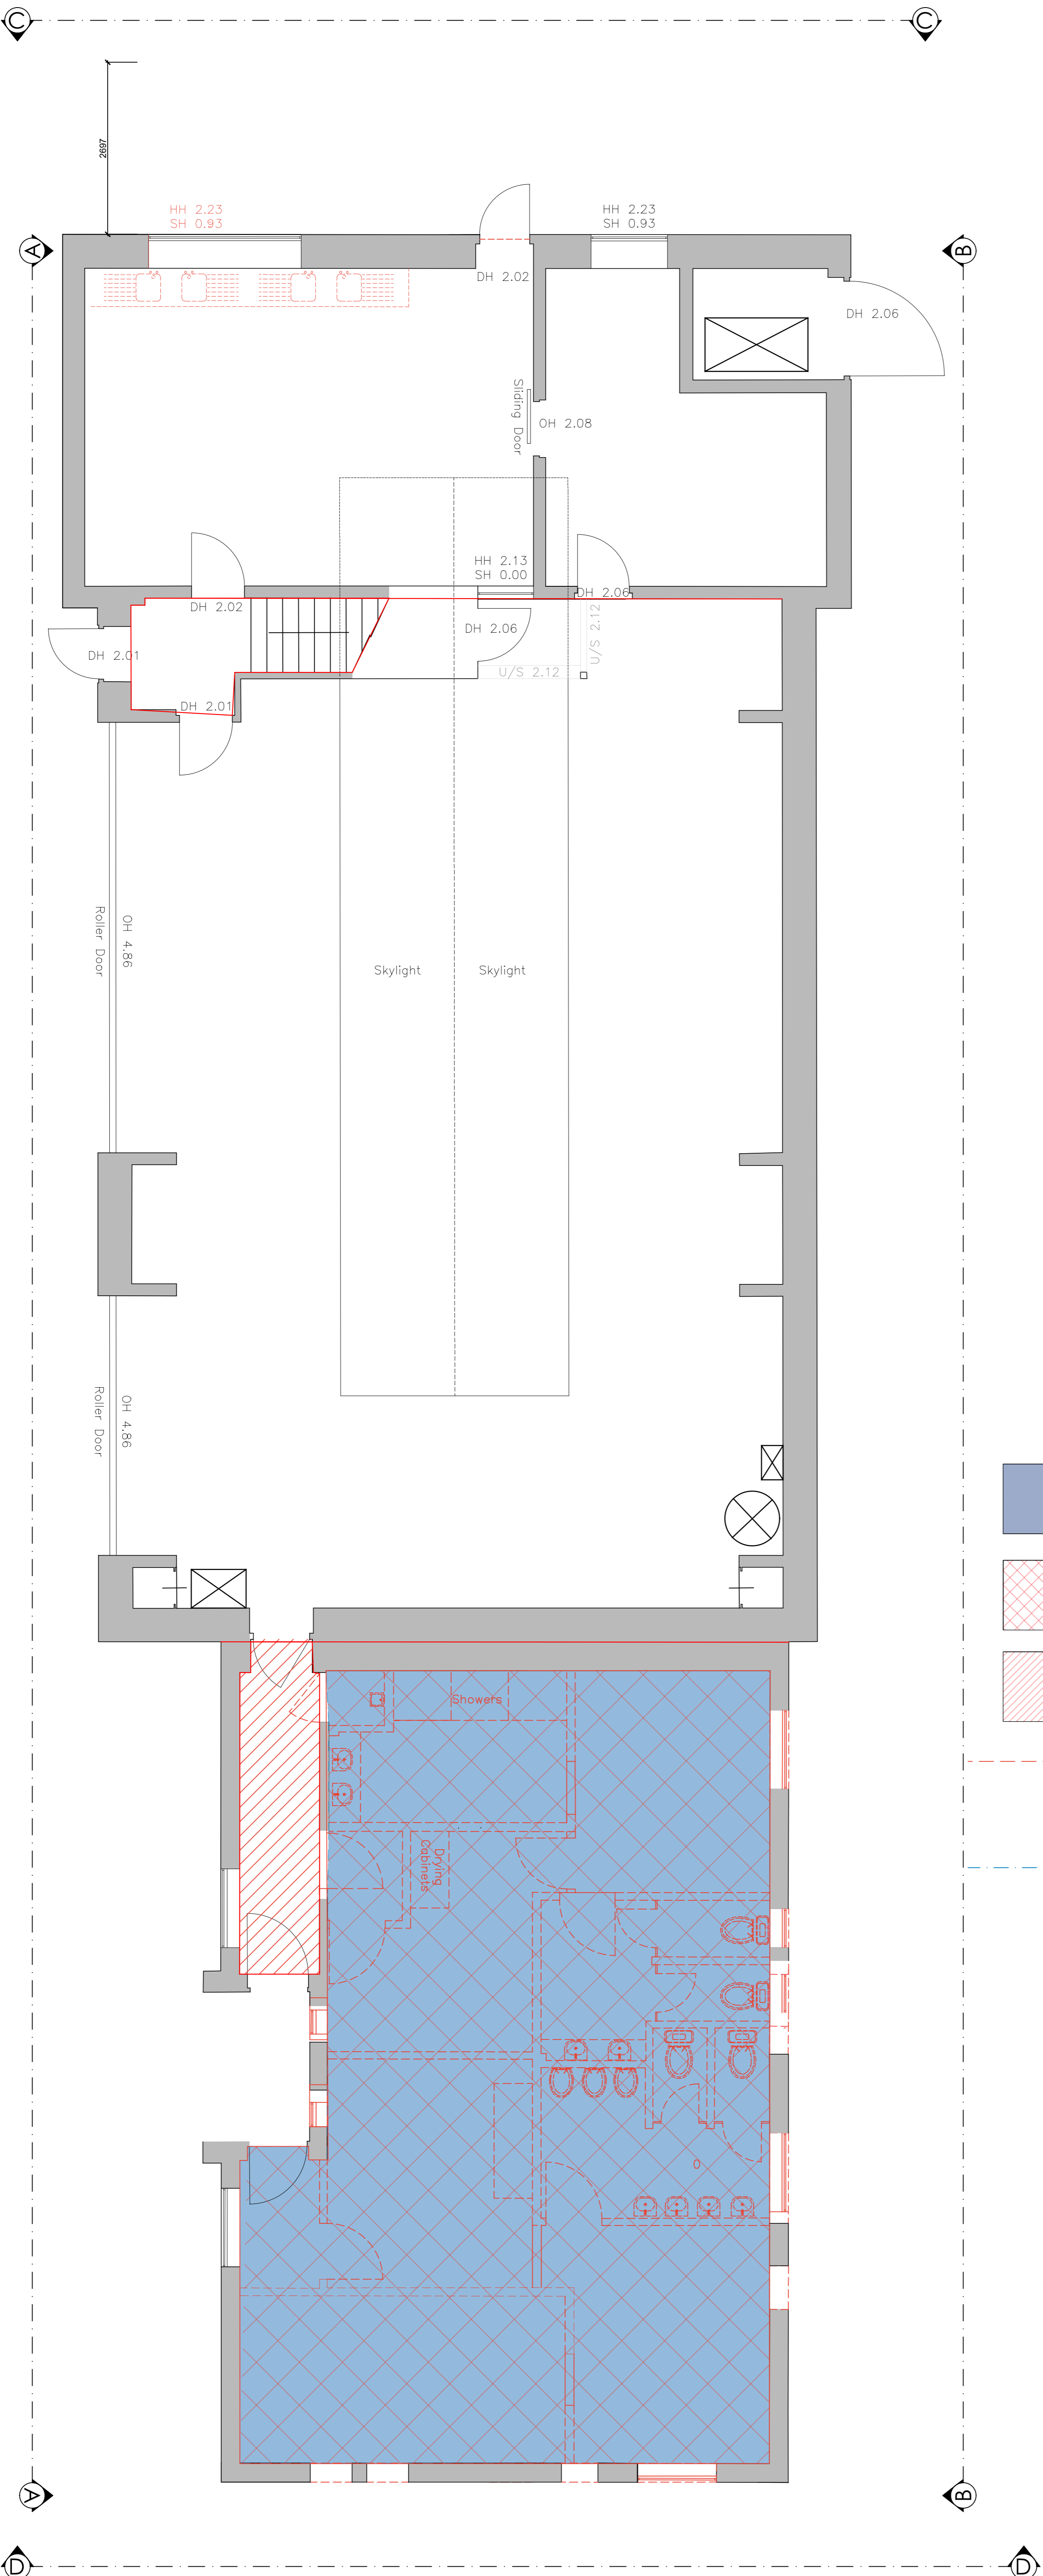 C
C
2697
HH 2.23
SH 0.93
HH 2.23
SH 0.93
A
B
DH 2.02
DH 2.06
Sliding Door
OH 2.08
HH 2.13
SH 0.00
DH 2.06
DH 2.02
U/S 2.12
DH 2.06
DH 2.01
U/S 2.12
DH 2.01
Roller Door
OH 4.86
Skylight
Skylight
Roller Door
OH 4.86
Showers
Drying
Cabinets
0
A
B
D
D